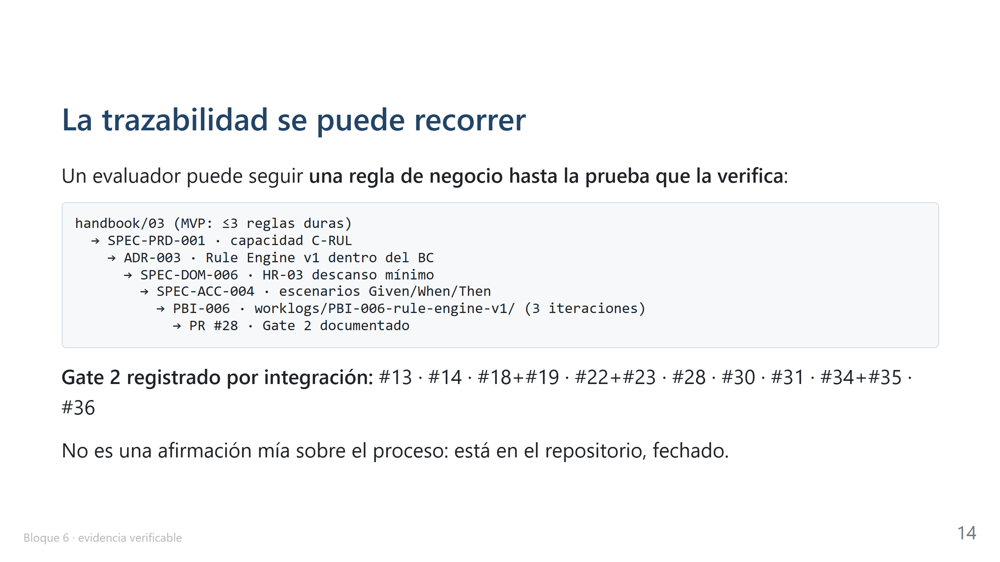 La trazabilidad se puede recorrer
Un evaluador puede seguir una regla de negocio hasta la prueba que la verifica:
handbook/03 (MVP: ≤3 reglas duras)
→ SPEC-PRD-001 · capacidad C-RUL
→ ADR-003 · Rule Engine v1 dentro del BC
→ SPEC-DOM-006 · HR-03 descanso mínimo
→ SPEC-ACC-004 · escenarios Given/When/Then
→ PBI-006 · worklogs/PBI-006-rule-engine-v1/ (3 iteraciones)
→ PR #28 · Gate 2 documentado
Gate 2 registrado por integración: #13 · #14 · #18+#19 · #22+#23 · #28 · #30 · #31 · #34+#35 ·
#36
No es una afirmación mía sobre el proceso: está en el repositorio, fechado.
Bloque 6 · evidencia verificable
14